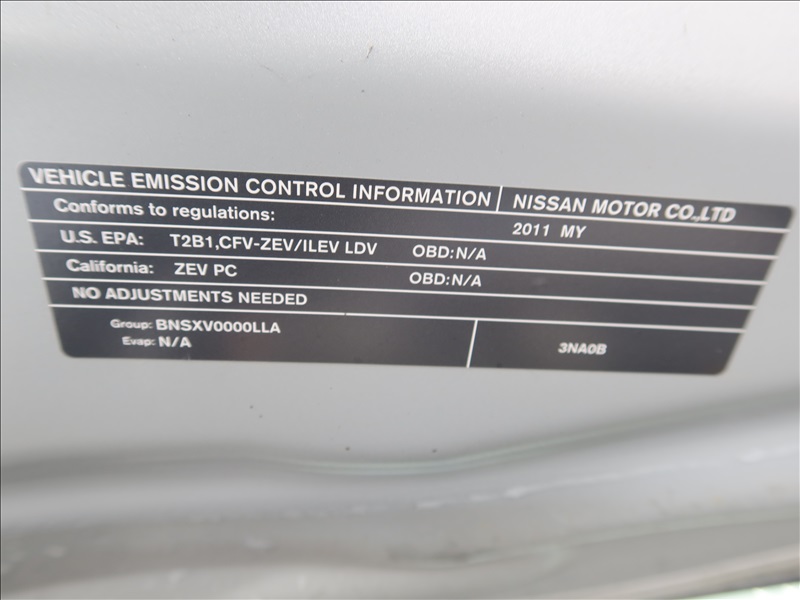 VEHICLE EMISSION CONTROL INFORMATION
NISSAN MOTOR CO.,LTD
Conforms to regulations:
2011 MY
U.S. EPA: T2B1,CFV-ZEV/ILEV LDV OBD:N/A
California: ZEV PC OBD:N/A
NO ADJUSTMENTS NEEDED
Group: BNSXV0000LLA
Evap: N/A
3NA0B